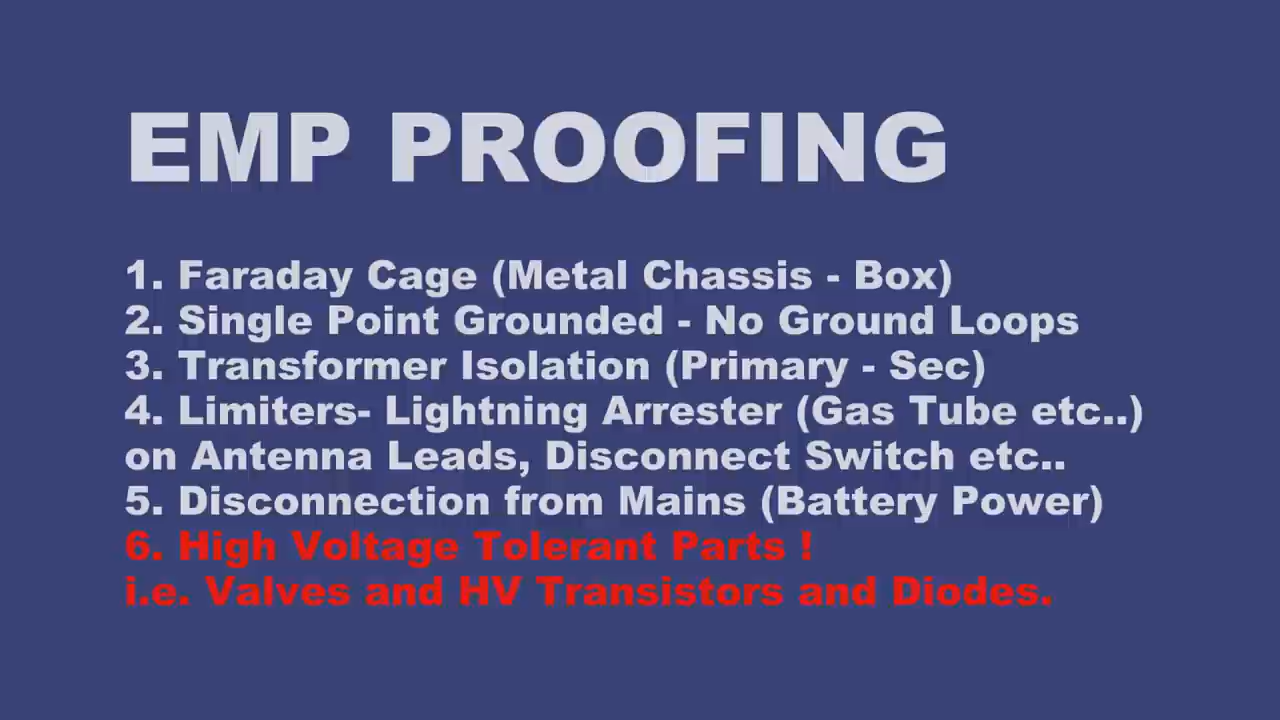 EMP PROOFING
1. Faraday Cage (Metal Chassis - Box)
2. Single Point Grounded - No Ground Loops
3. Transformer Isolation (Primary - Sec)
4. Limiters- Lightning Arrester (Gas Tube etc..)
on Antenna Leads, Disconnect Switch etc..
5. Disconnection from Mains (Battery Power)
6. High Voltage Tolerant Parts !
i.e. Valves and HV Transistors and Diodes.